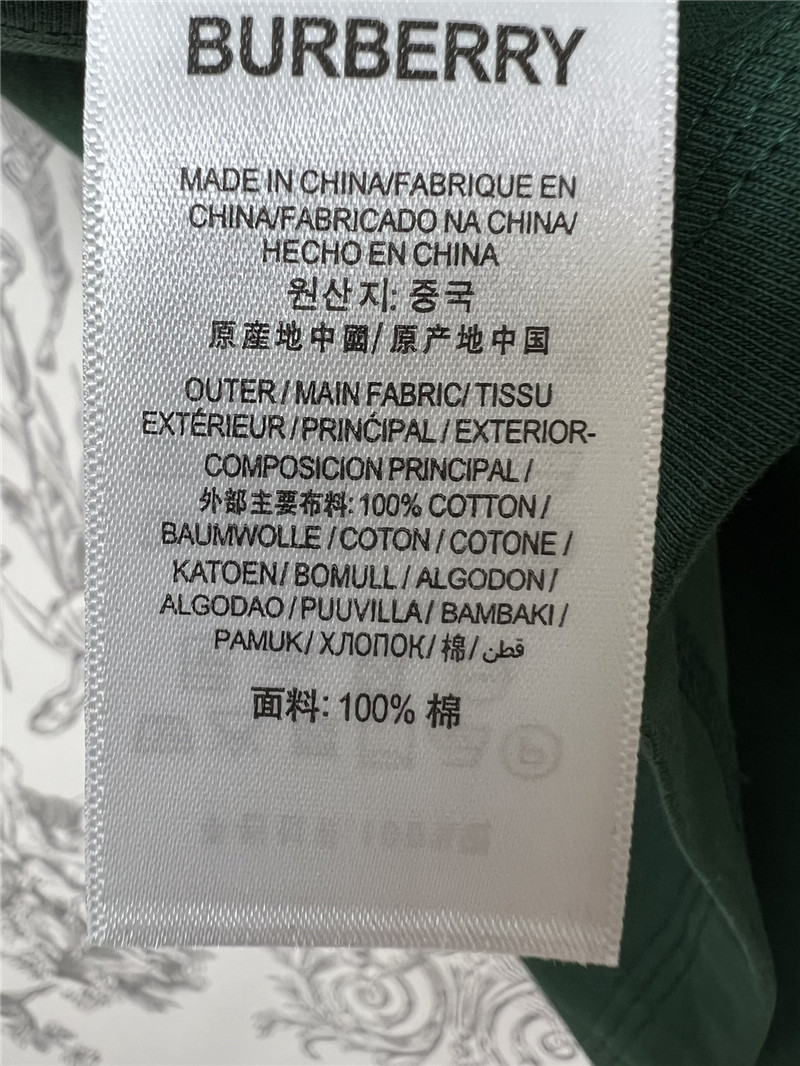 BURBERRY
MADE IN CHINA/FABRIQUE EN
CHINA/FABRICADO NA CHINA/
HECHO EN CHINA
원산지: 중국
原産地中國/ 原产地中国
OUTER / MAIN FABRIC/ TISSU
EXTÉRIEUR / PRINĆIPAL / EXTERIOR-
COMPOSICION PRINCIPAL /
外部主要布料: 100% COTTON /
BAUMWOLLE / COTON / COTONE /
KATOEN/ BOMULL / ALGODON /
ALGODAO / PUUVILLA / BAMBAKI /
PAMUK/ ХЛОПОК/ 棉/ قطن
面料: 100% 棉